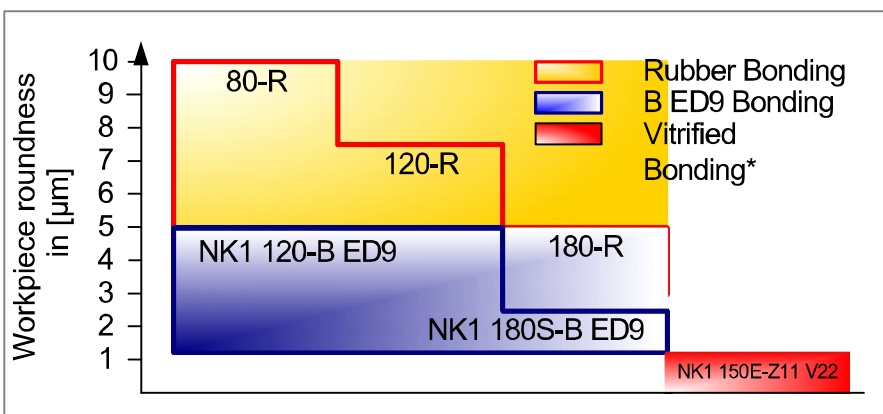 Workpiece roundness
in [µm]
10
9
8
7
6
5
4
3
2
1
80-R
120-R
180-R
NK1 120-B ED9
NK1 180S-B ED9
NK1 150E-Z11 V22
Rubber Bonding
B ED9 Bonding
Vitrified
Bonding*